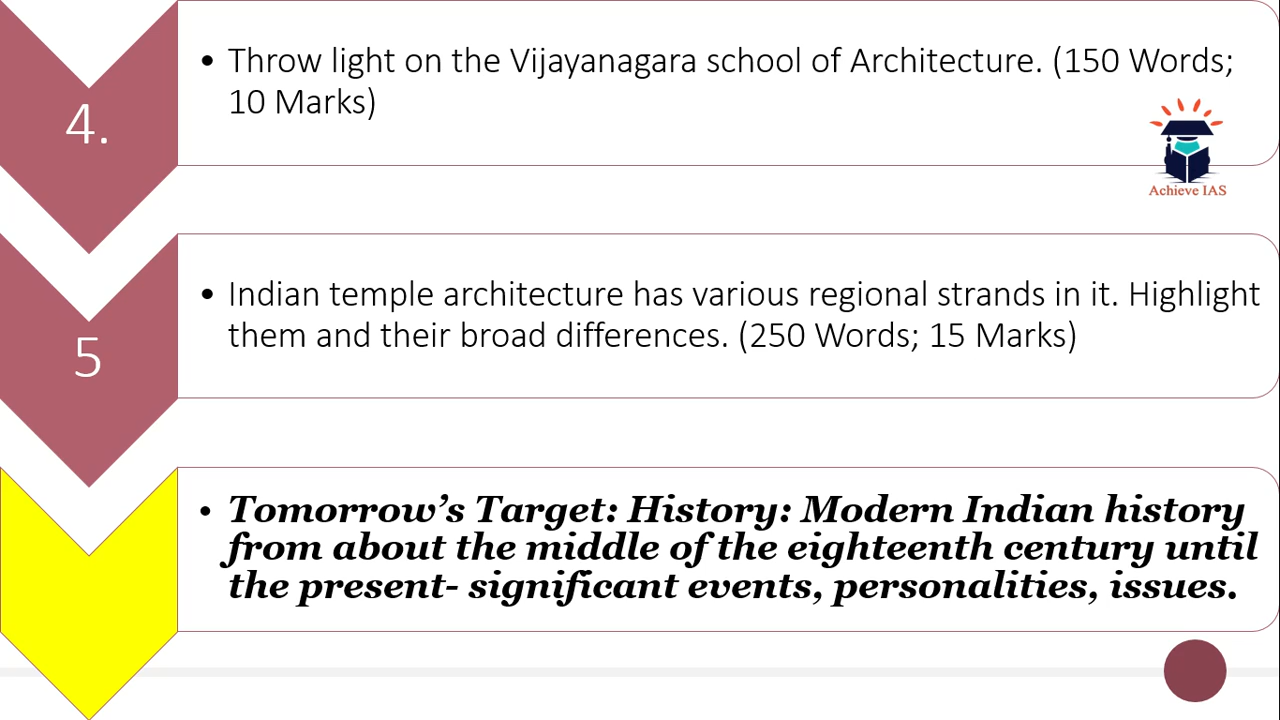 4.
• Throw light on the Vijayanagara school of Architecture. (150 Words;
10 Marks)
Achieve IAS
5
• Indian temple architecture has various regional strands in it. Highlight
them and their broad differences. (250 Words; 15 Marks)
• Tomorrow’s Target: History: Modern Indian history
from about the middle of the eighteenth century until
the present- significant events, personalities, issues.